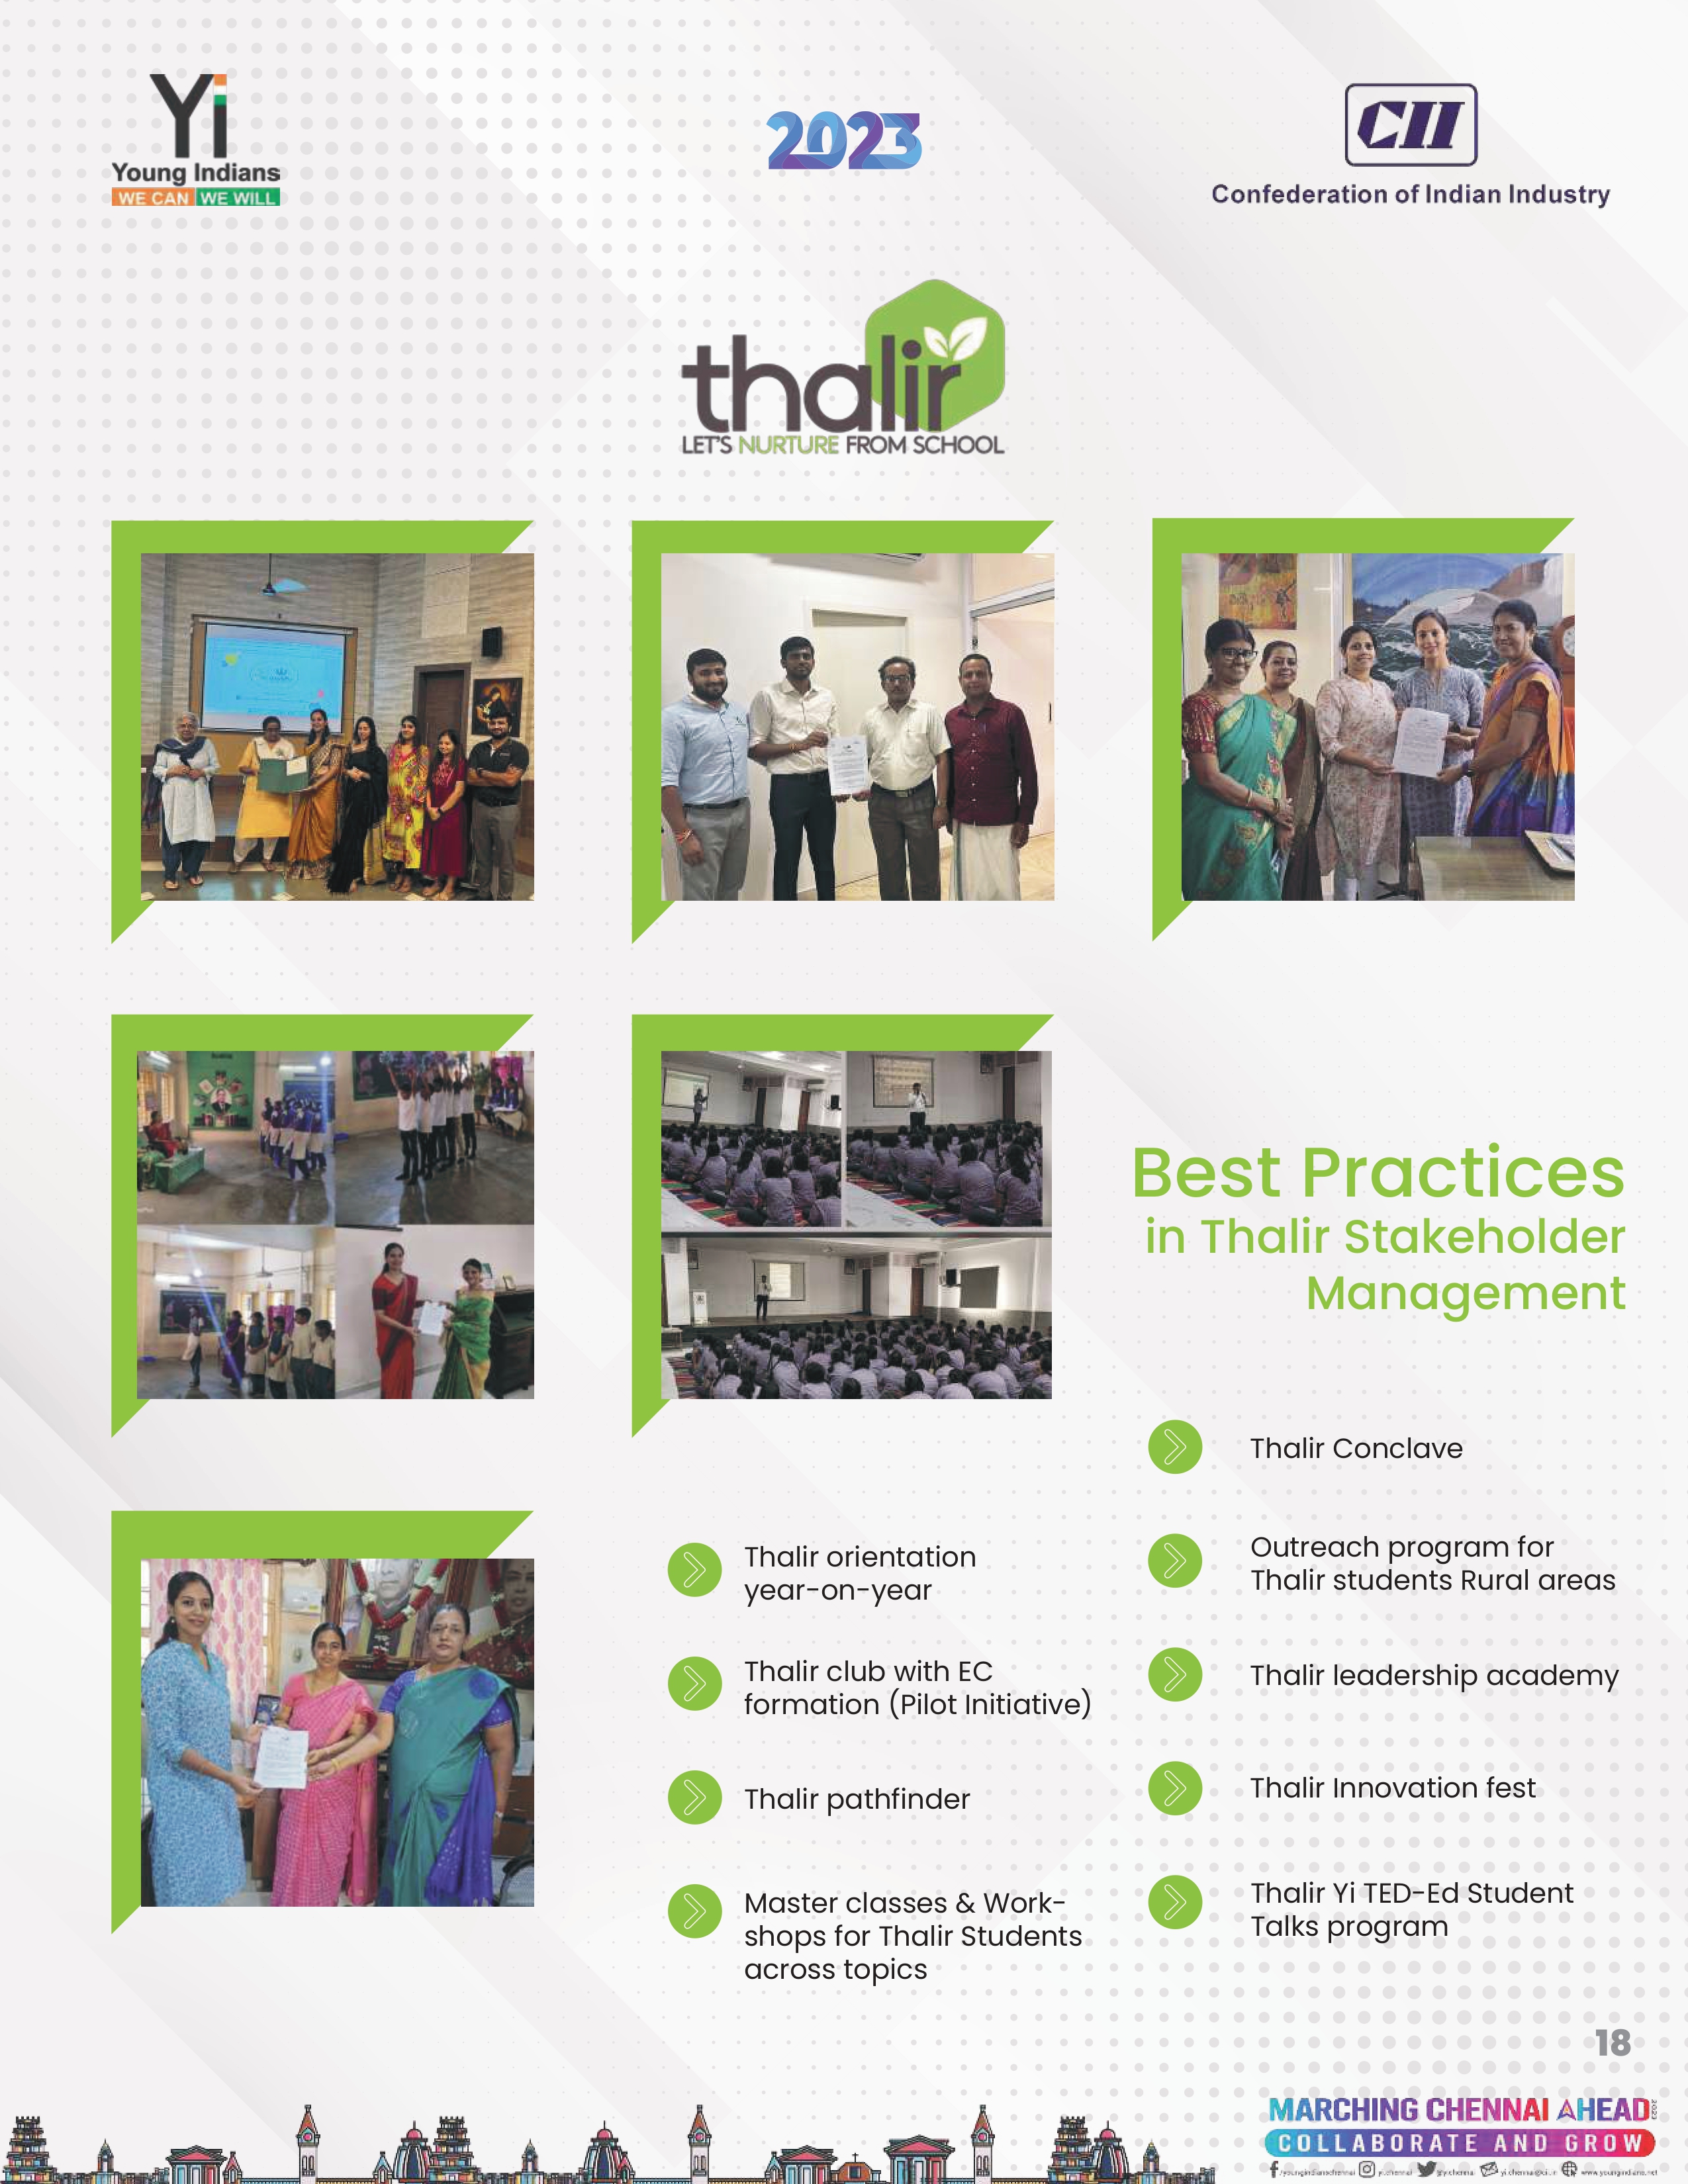 Yi
Young Indians
WE CAN WE WILL
2023
CII
Confederation of Indian Industry
thalir
LET'S NURTURE FROM SCHOOL
Best Practices
in Thalir Stakeholder
Management
Thalir orientation
year-on-year
Thalir club with EC
formation (Pilot Initiative)
Thalir pathfinder
Master classes & Work-
shops for Thalir Students
across topics
Thalir Conclave
Outreach program for
Thalir students Rural areas
Thalir leadership academy
Thalir Innovation fest
Thalir Yi TED-Ed Student
Talks program
18
MARCHING CHENNAI AHEAD
COLLABORATE AND GROW